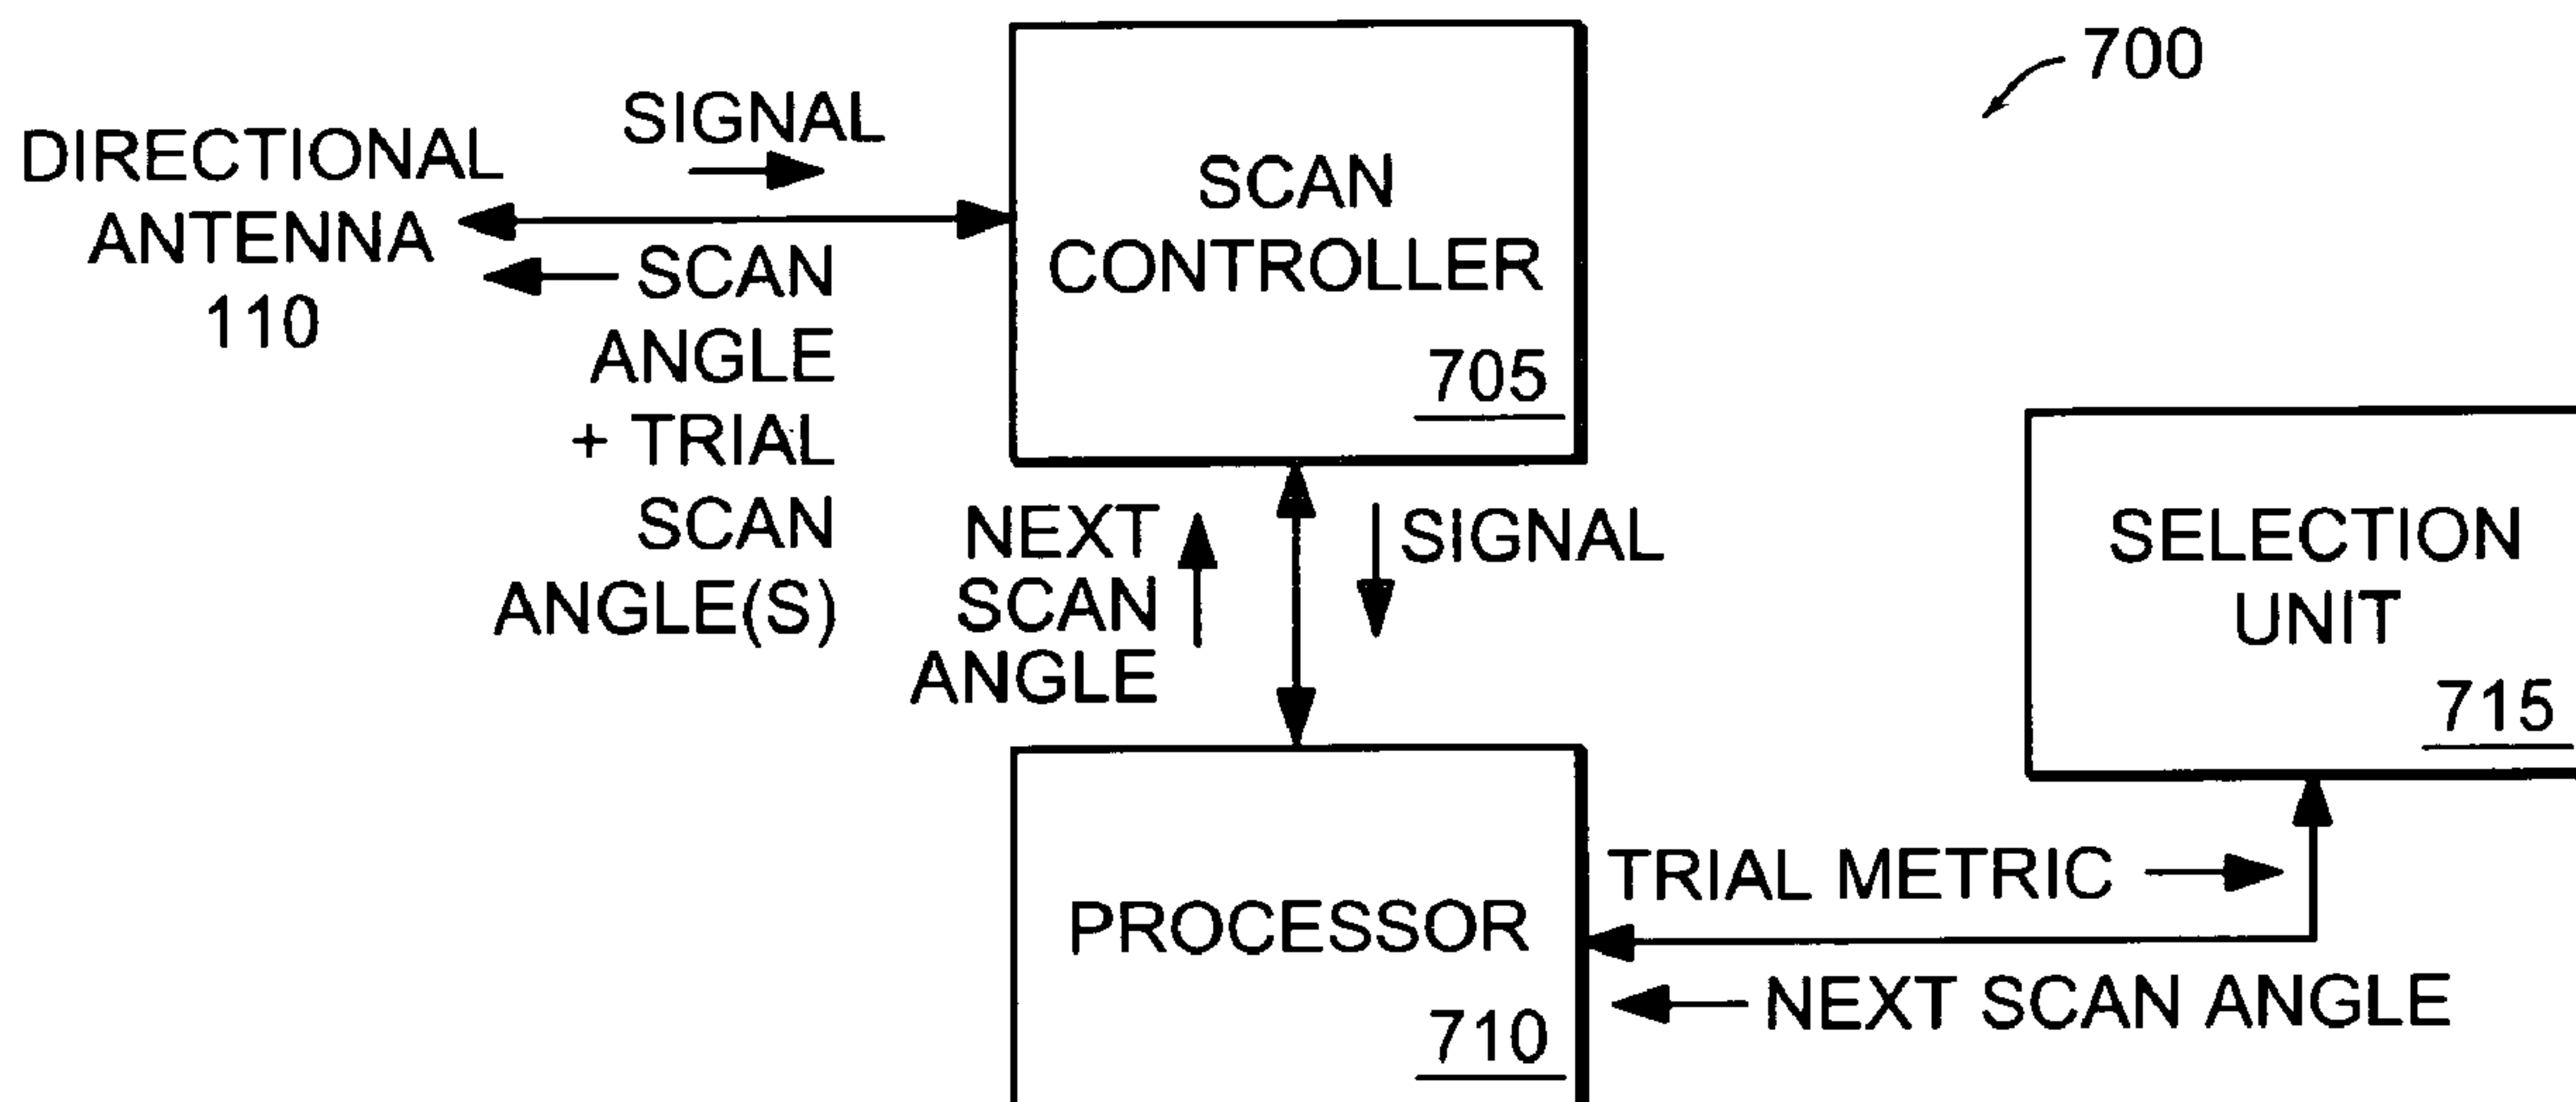 700
SIGNAL
DIRECTIONAL
ANTENNA
110
SCAN
ANGLE
+ TRIAL
SCAN
ANGLE(S)
SCAN
CONTROLLER
705
NEXT
SCAN
ANGLE
SIGNAL
SELECTION
UNIT
715
PROCESSOR
710
TRIAL METRIC
NEXT SCAN ANGLE